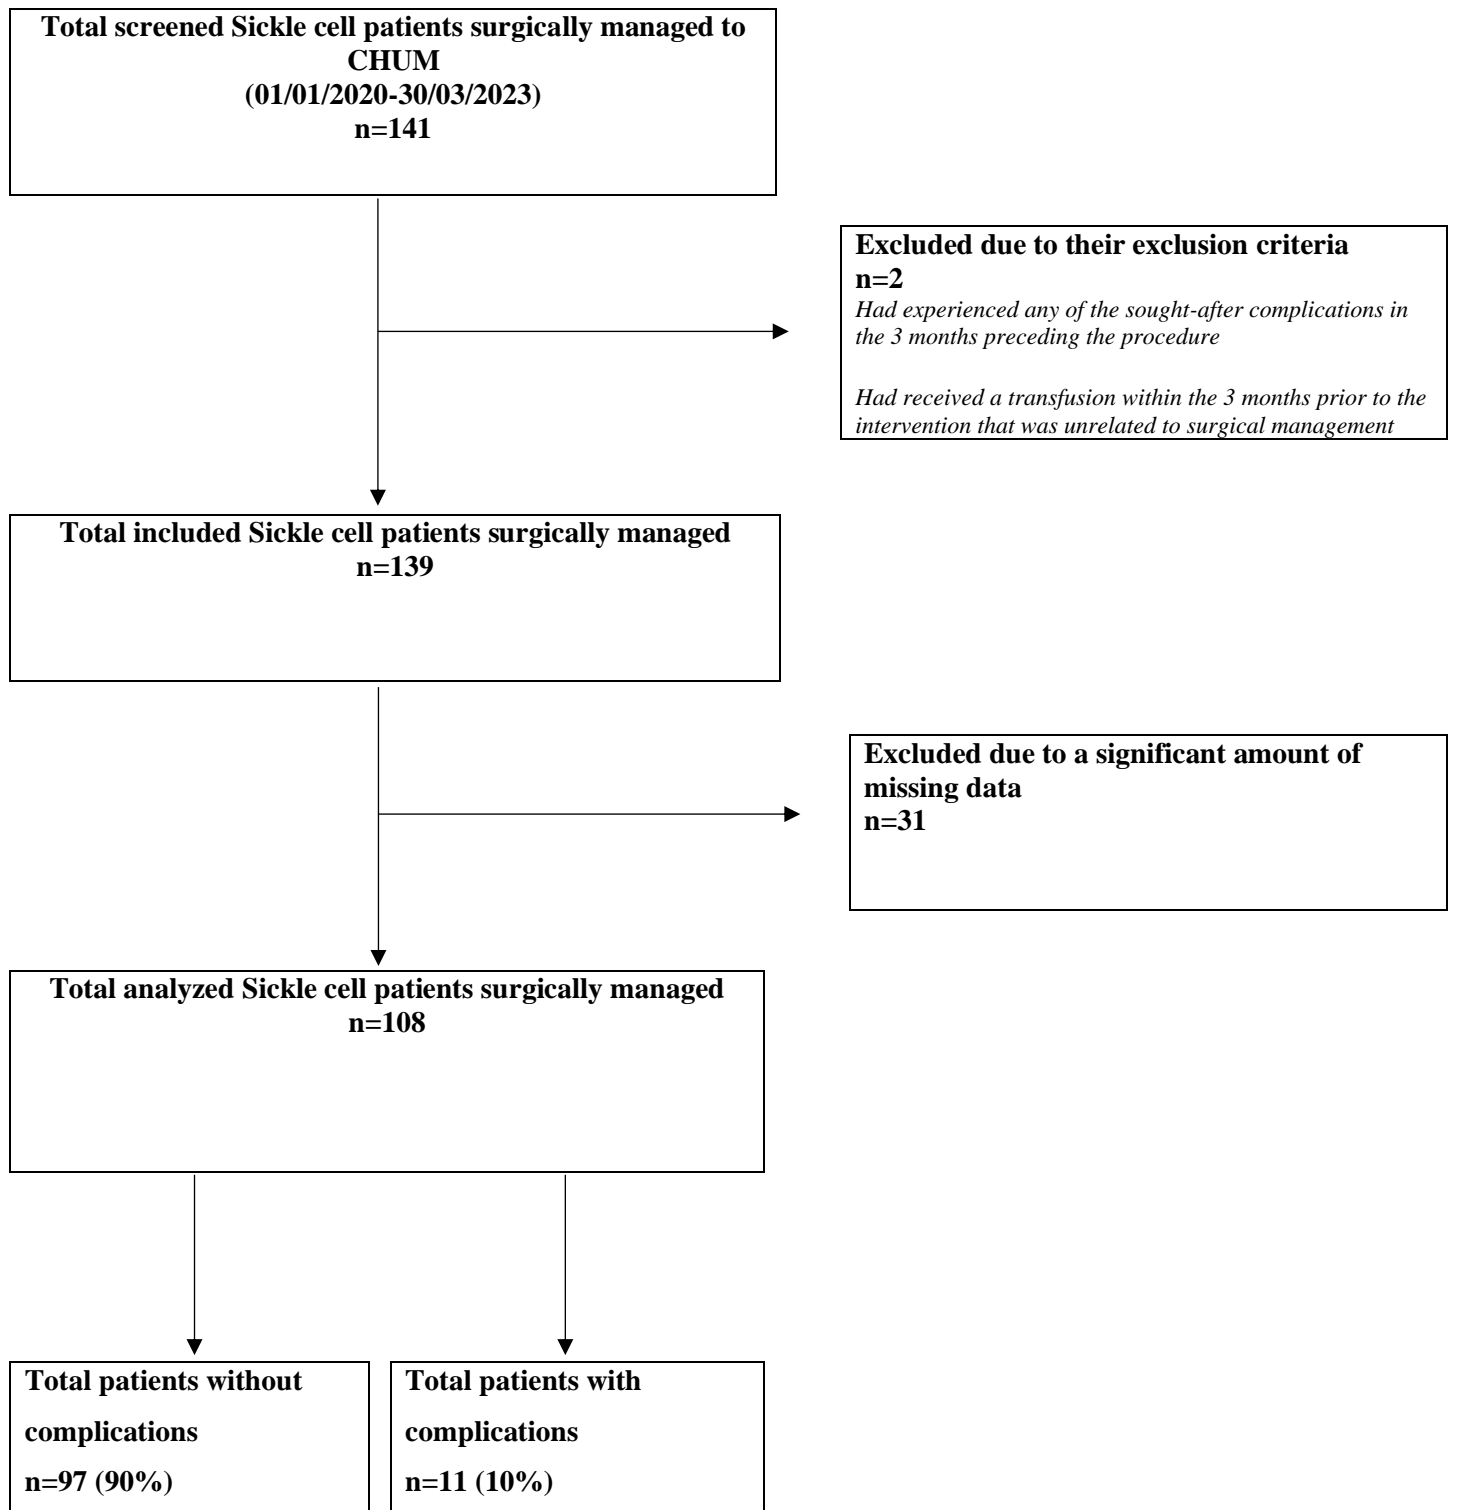 Total screened Sickle cell patients surgically managed to
CHUM
(01/01/2020-30/03/2023)
n=141
Excluded due to their exclusion criteria
n=2
Had experienced any of the sought-after complications in
the 3 months preceding the procedure
Had received a transfusion within the 3 months prior to the
intervention that was unrelated to surgical management
Total included Sickle cell patients surgically managed
n=139
Excluded due to a significant amount of
missing data
n=31
Total analyzed Sickle cell patients surgically managed
n=108
Total patients without
complications
n=97 (90%)
Total patients with
complications
n=11 (10%)